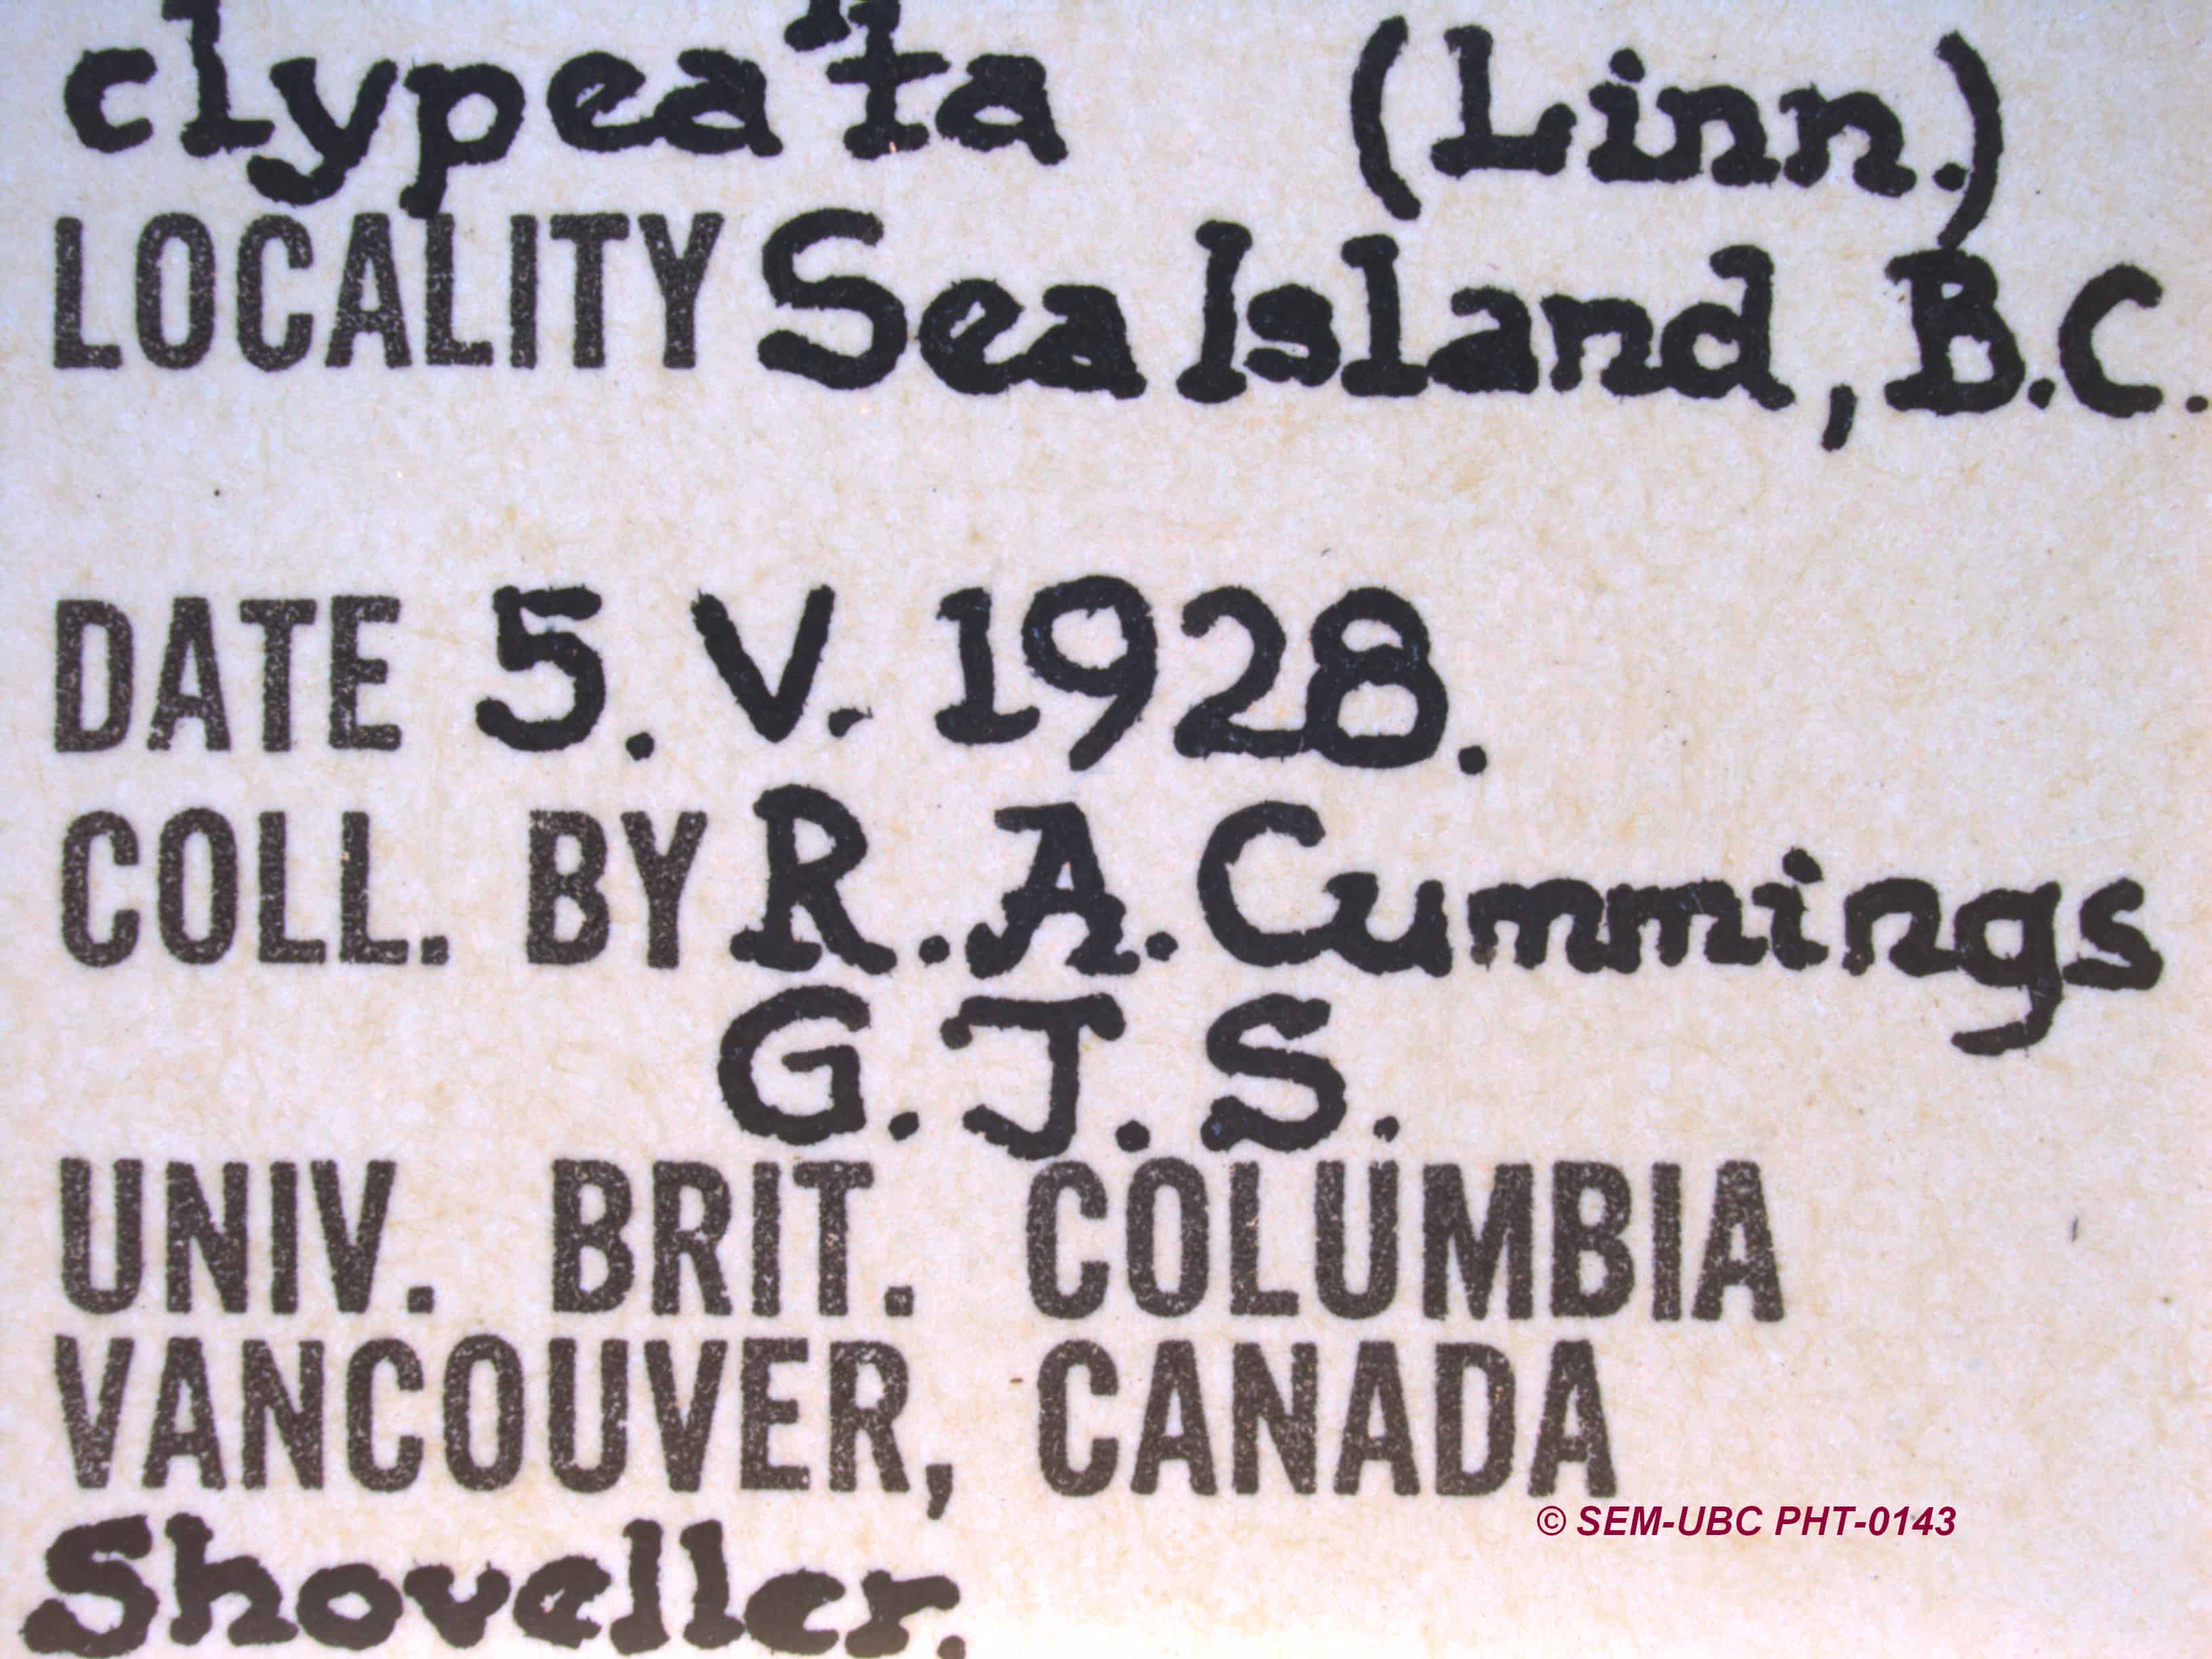 clypeata (Linn.)
LOCALITY Sea Island, B.C.
DATE 5. V. 1928.
COLL. BY R. A. Cummings
G. J. S.
UNIV. BRIT. COLUMBIA
VANCOUVER, CANADA
© SEM-UBC PHT-0143
Shoveller.